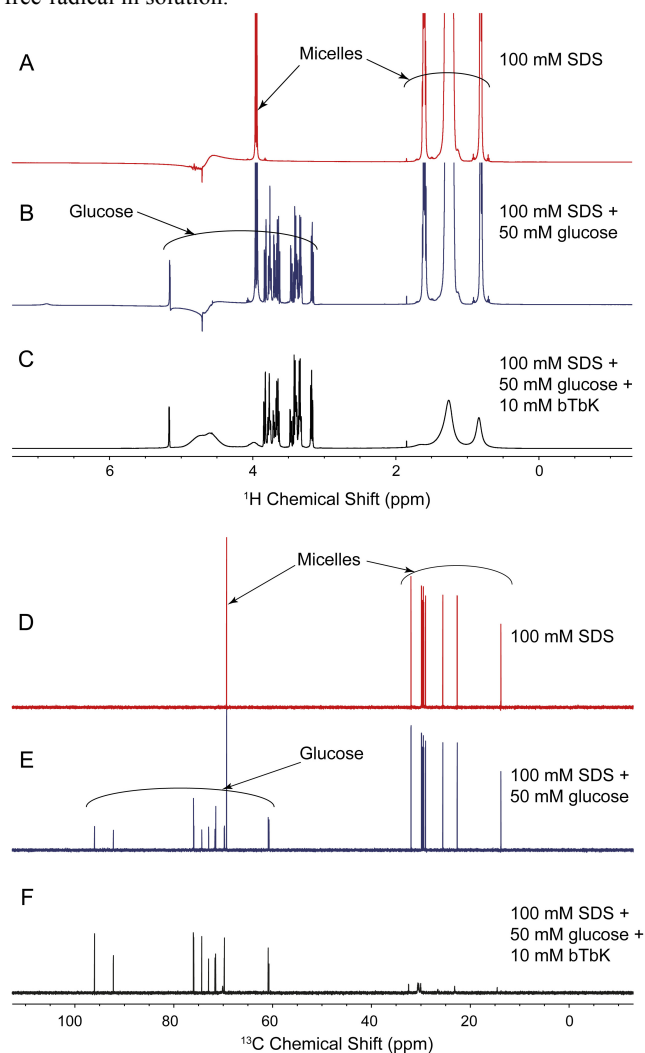 free radical in solution.
A
Micelles
100 mM SDS
B
Glucose
100 mM SDS +
50 mM glucose
C
100 mM SDS +
50 mM glucose +
10 mM bTbK
6 4 2 0
¹H Chemical Shift (ppm)
Micelles
D
100 mM SDS
E
Glucose
100 mM SDS +
50 mM glucose
F
100 mM SDS +
50 mM glucose +
10 mM bTbK
100 80 60 40 20 0
¹³C Chemical Shift (ppm)